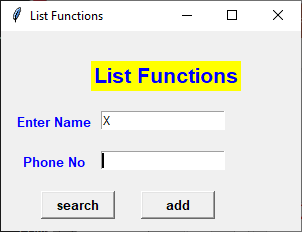 List Functions
List Functions
Enter Name X
Phone No
search add